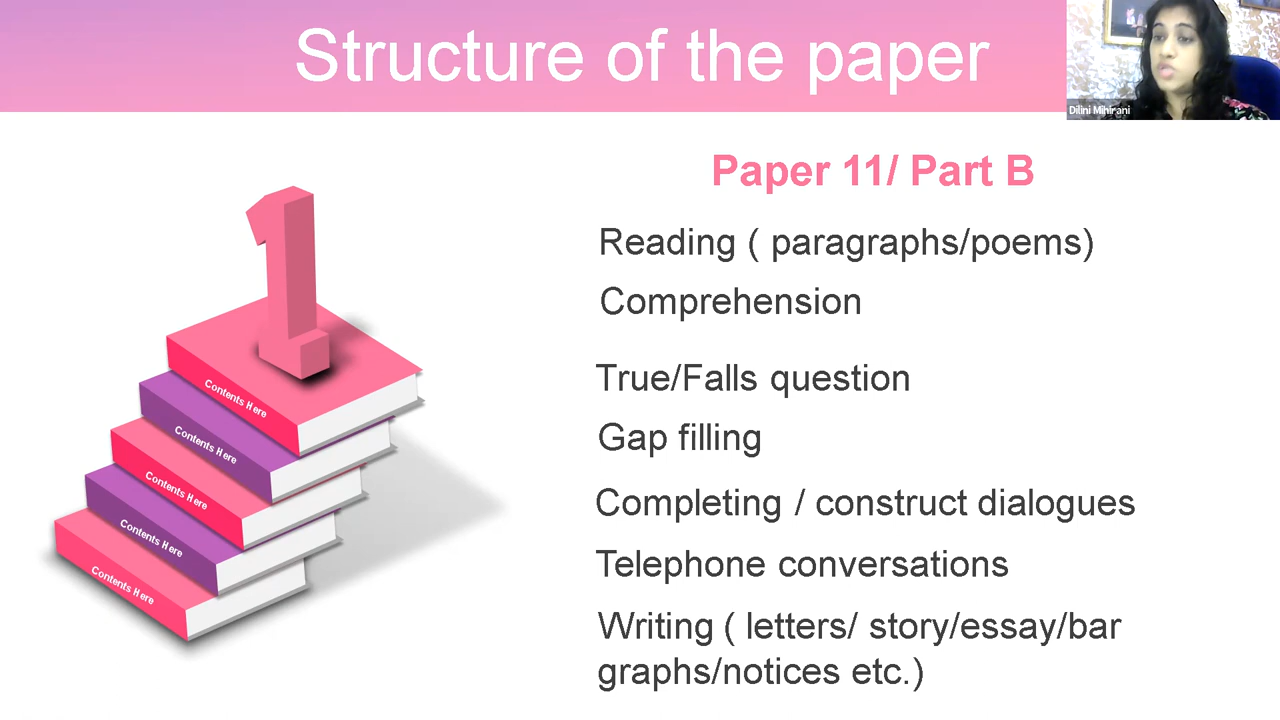 Structure of the paper
Dilini Mihirani
Paper 11/ Part B
Reading ( paragraphs/poems)
Comprehension
True/Falls question
Gap filling
Completing / construct dialogues
Telephone conversations
Writing ( letters/ story/essay/bar
graphs/notices etc.)
1
Contents Here
Contents Here
Contents Here
Contents Here
Contents Here